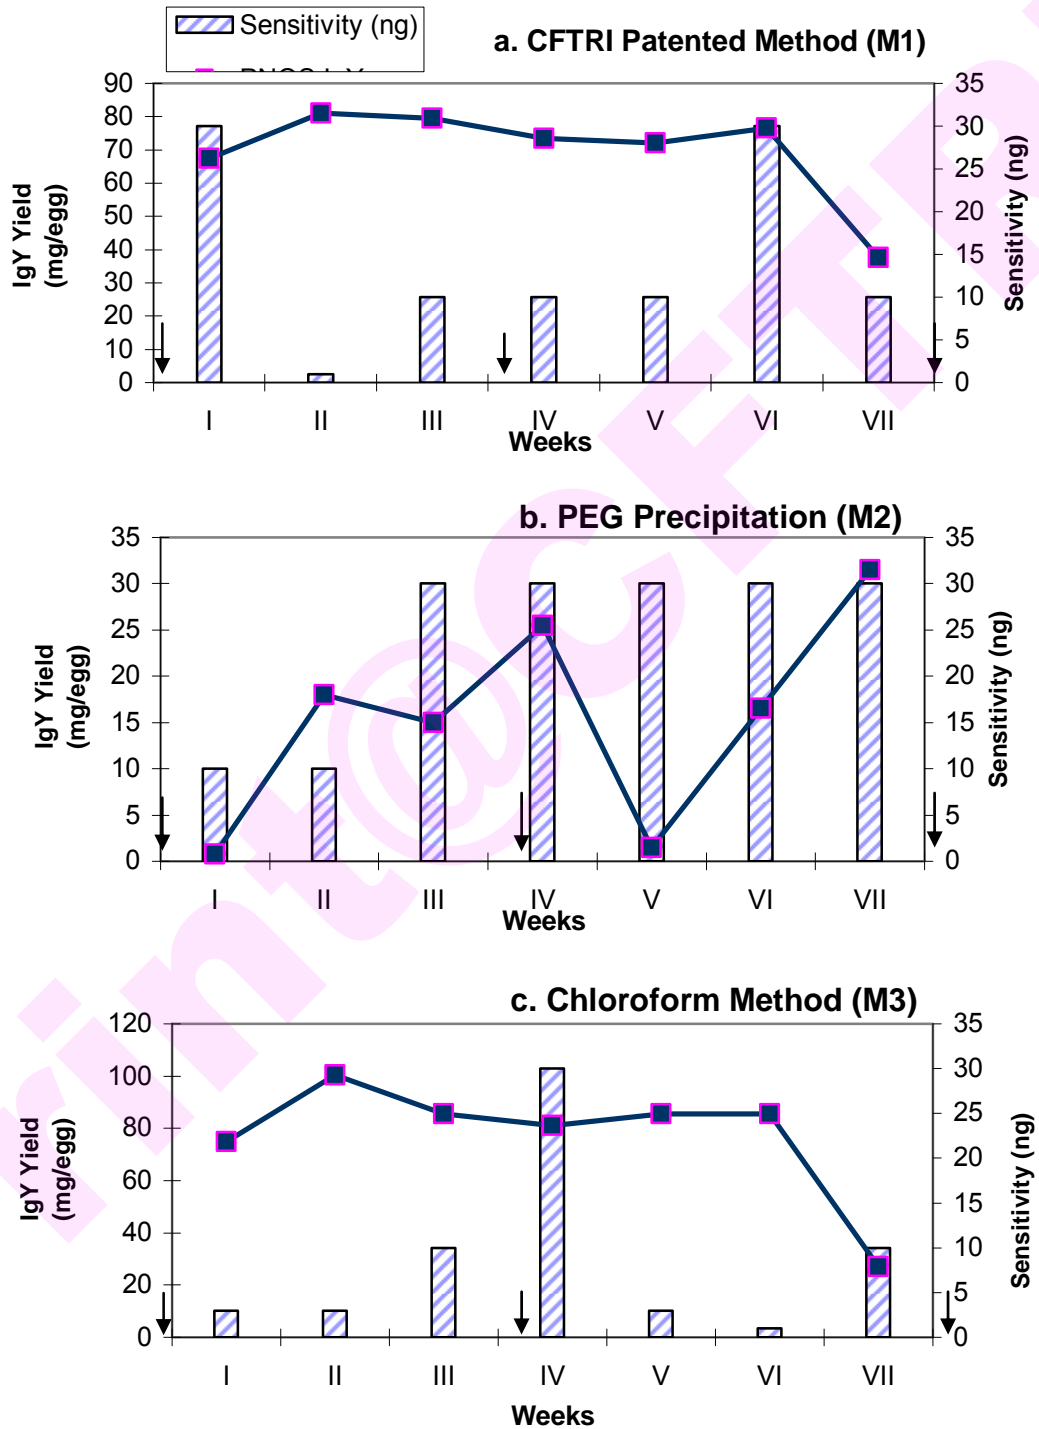 Sensitivity (ng)
a. CFTRI Patented Method (M1)
90
80
70
60
50
40
30
20
10
0
35
30
25
20
15
10
5
0
IgY Yield
(mg/egg)
Sensitivity (ng)
I II III IV V VI VII
Weeks
b. PEG Precipitation (M2)
35
30
25
20
15
10
5
0
35
30
25
20
15
10
5
0
IgY Yield
(mg/egg)
Sensitivity (ng)
I II III IV V VI VII
Weeks
c. Chloroform Method (M3)
120
100
80
60
40
20
0
35
30
25
20
15
10
5
0
IgY Yield
(mg/egg)
Sensitivity (ng)
I II III IV V VI VII
Weeks